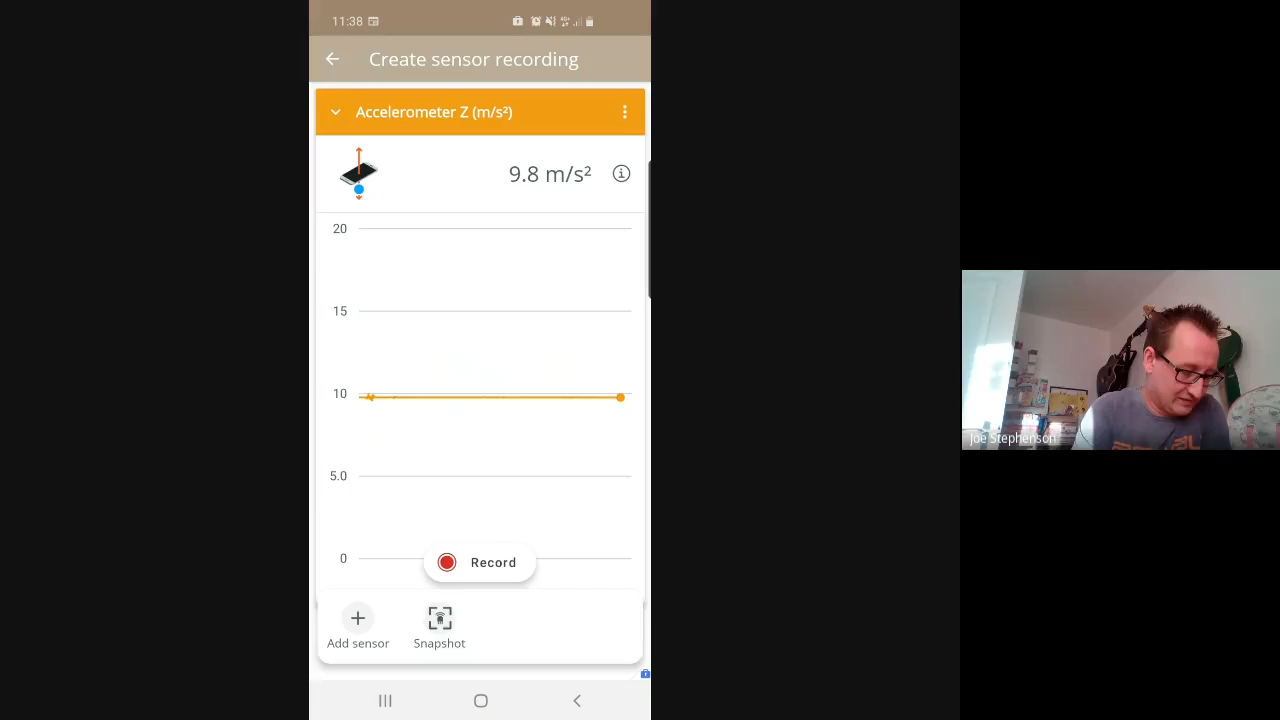 11:38
Create sensor recording
Accelerometer Z (m/s²)
9.8 m/s²
20
15
10
5.0
0
Record
Add sensor
Snapshot
Joe Stephenson